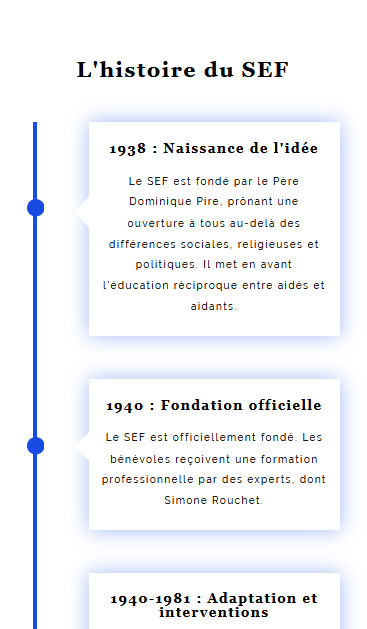 L'histoire du SEF
1938 : Naissance de l'idée
Le SEF est fondé par le Père
Dominique Pire, prônant une
ouverture à tous au-delà des
différences sociales, religieuses et
politiques. Il met en avant
l'éducation réciproque entre aidés et
aidants.
1940 : Fondation officielle
Le SEF est officiellement fondé. Les
bénévoles reçoivent une formation
professionnelle par des experts, dont
Simone Rouchet.
1940-1981 : Adaptation et
interventions